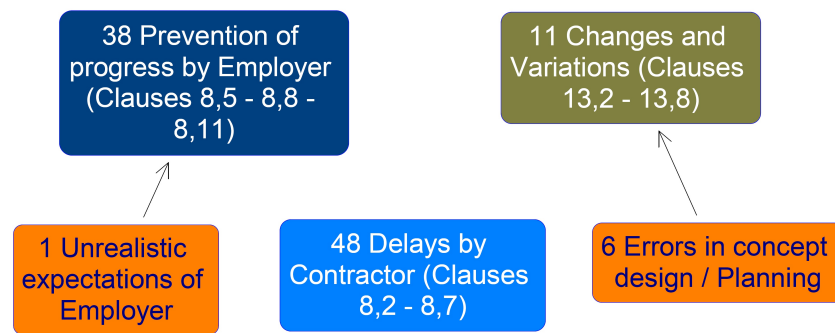 38 Prevention of
progress by Employer
(Clauses 8,5 - 8,8 -
8,11)
11 Changes and
Variations (Clauses
13,2 - 13,8)
1 Unrealistic
expectations of
Employer
48 Delays by
Contractor (Clauses
8,2 - 8,7)
6 Errors in concept
design / Planning